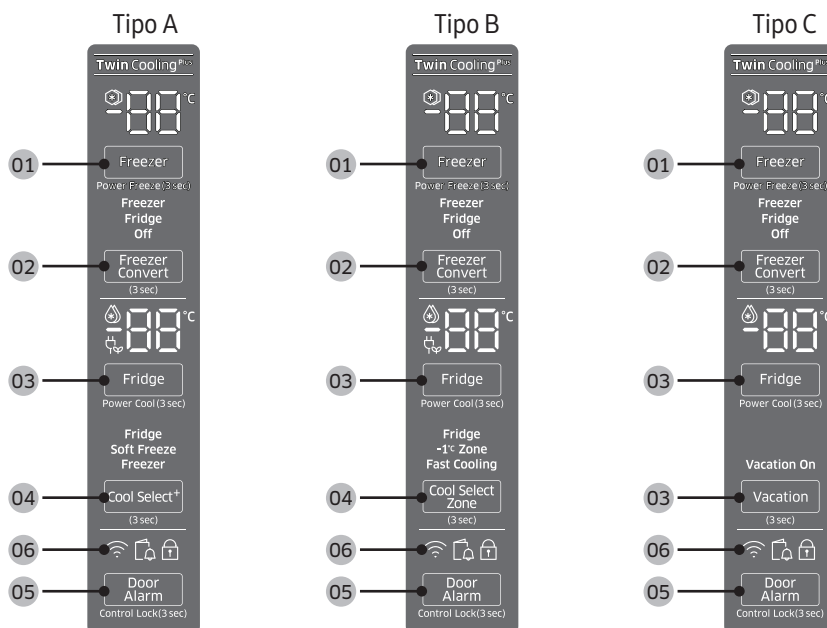 Tipo A
Twin Cooling Plus
-88 °C
01
Freezer
Power Freeze (3 sec)
Freezer
Fridge
Off
02
Freezer
Convert
(3 sec)
-88 °C
03
Fridge
Power Cool (3 sec)
Fridge
Soft Freeze
Freezer
04
Cool Select+
(3 sec)
06
05
Door
Alarm
Control Lock(3 sec)
Tipo B
Twin Cooling Plus
-88 °C
01
Freezer
Power Freeze (3 sec)
Freezer
Fridge
Off
02
Freezer
Convert
(3 sec)
-88 °C
03
Fridge
Power Cool (3 sec)
Fridge
-1°C Zone
Fast Cooling
04
Cool Select
Zone
(3 sec)
06
05
Door
Alarm
Control Lock(3 sec)
Tipo C
Twin Cooling Plus
-88 °C
01
Freezer
Power Freeze (3 sec)
Freezer
Fridge
Off
02
Freezer
Convert
(3 sec)
-88 °C
03
Fridge
Power Cool (3 sec)
Vacation On
03
Vacation
(3 sec)
06
05
Door
Alarm
Control Lock(3 sec)